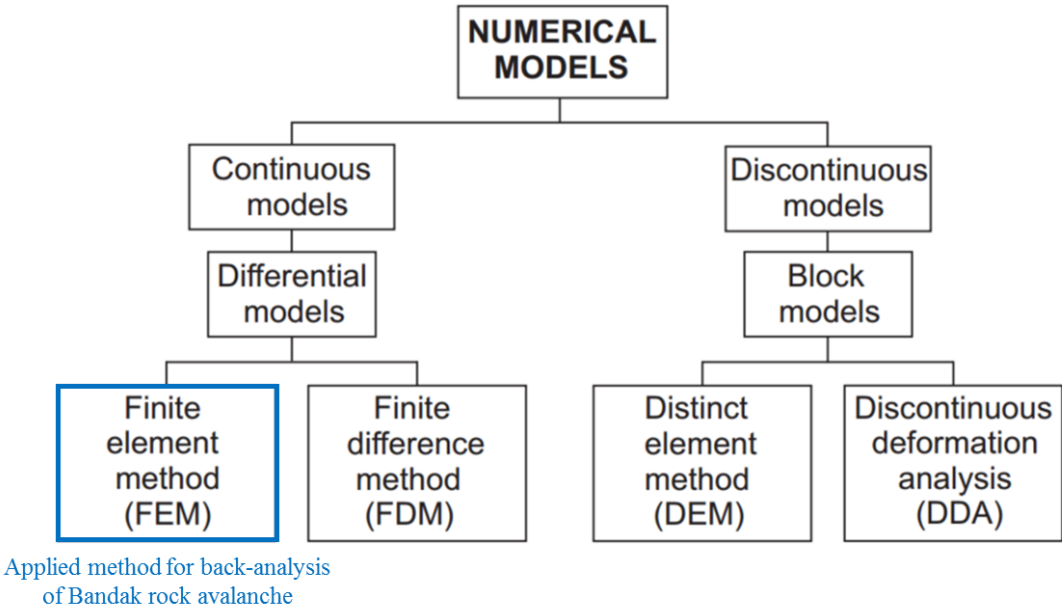 NUMERICAL
MODELS
Continuous
models
Discontinuous
models
Differential
models
Block
models
Finite
element
method
(FEM)
Finite
difference
method
(FDM)
Distinct
element
method
(DEM)
Discontinuous
deformation
analysis
(DDA)
Applied method for back-analysis
of Bandak rock avalanche